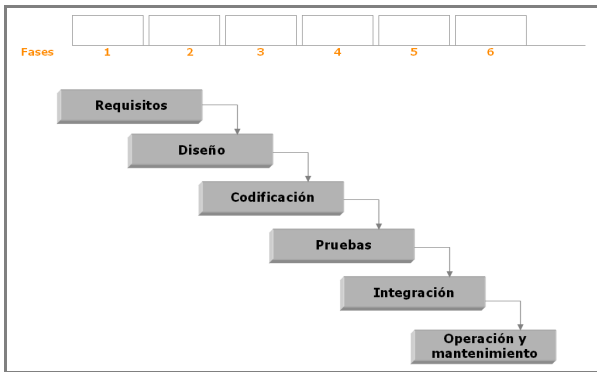 Fases 1 2 3 4 5 6
Requisitos
Diseño
Codificación
Pruebas
Integración
Operación y
mantenimiento